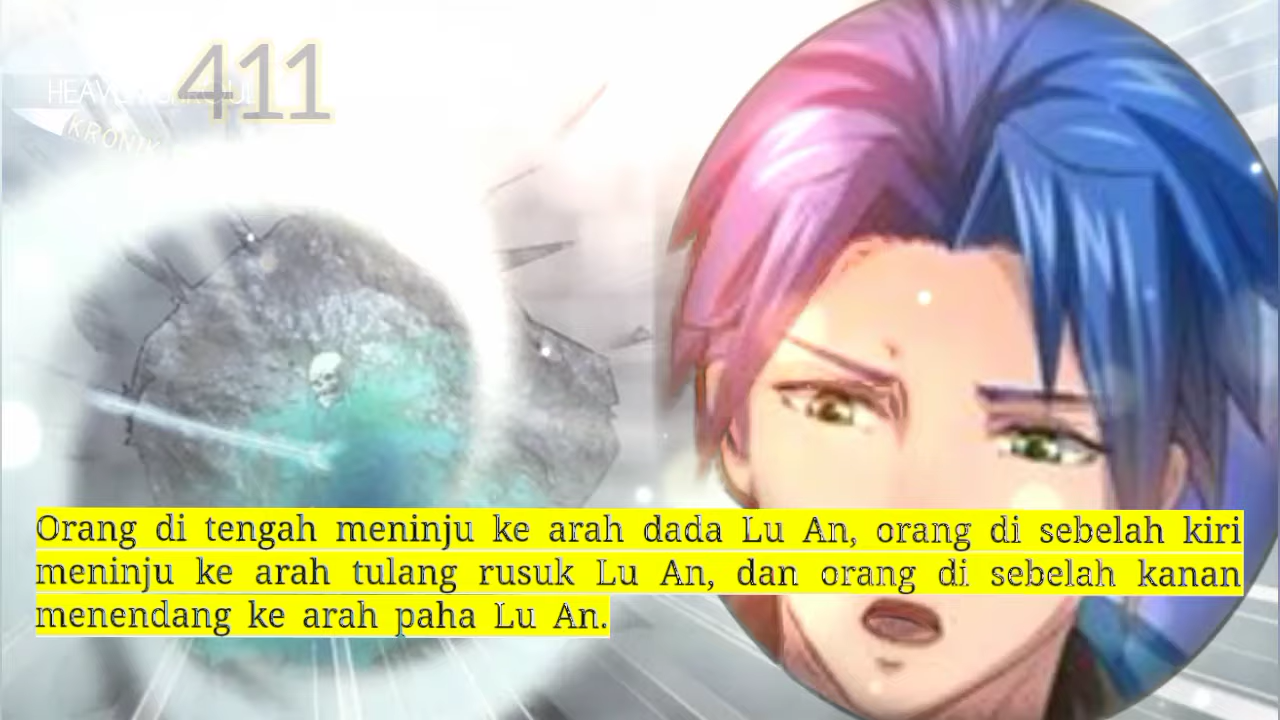 411
KRONIK
Orang di tengah meninju ke arah dada Lu An, orang di sebelah kiri
meninju ke arah tulang rusuk Lu An, dan orang di sebelah kanan
menendang ke arah paha Lu An.